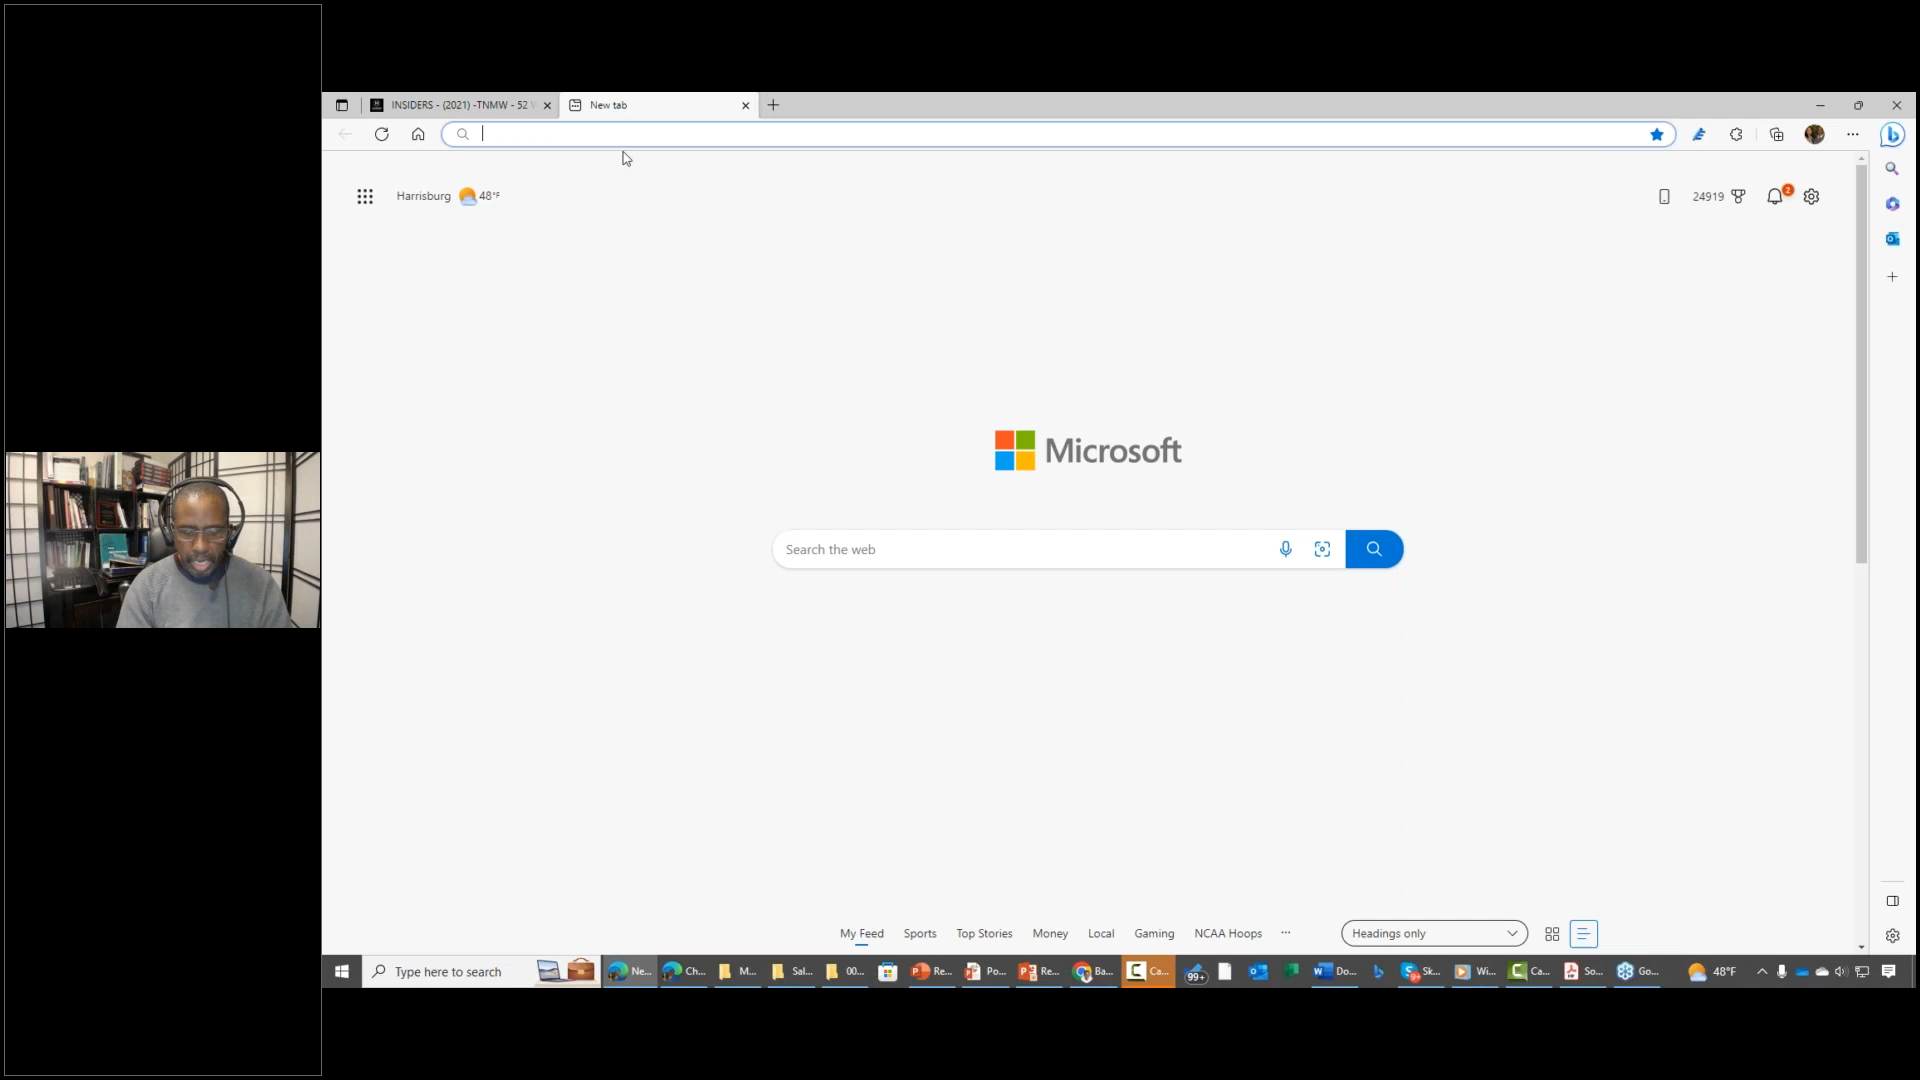 INSIDERS - (2021) -TNMW - 52
New tab
Harrisburg 48°F
24919
2
Microsoft
Search the web
My Feed Sports Top Stories Money Local Gaming NCAA Hoops ... Headings only
Type here to search Ne... Ch... M... Sal... 00... Re... Po... Re... Ba... Ca... 99+ Do... Sk... Wi... Ca... So... Go... 48°F